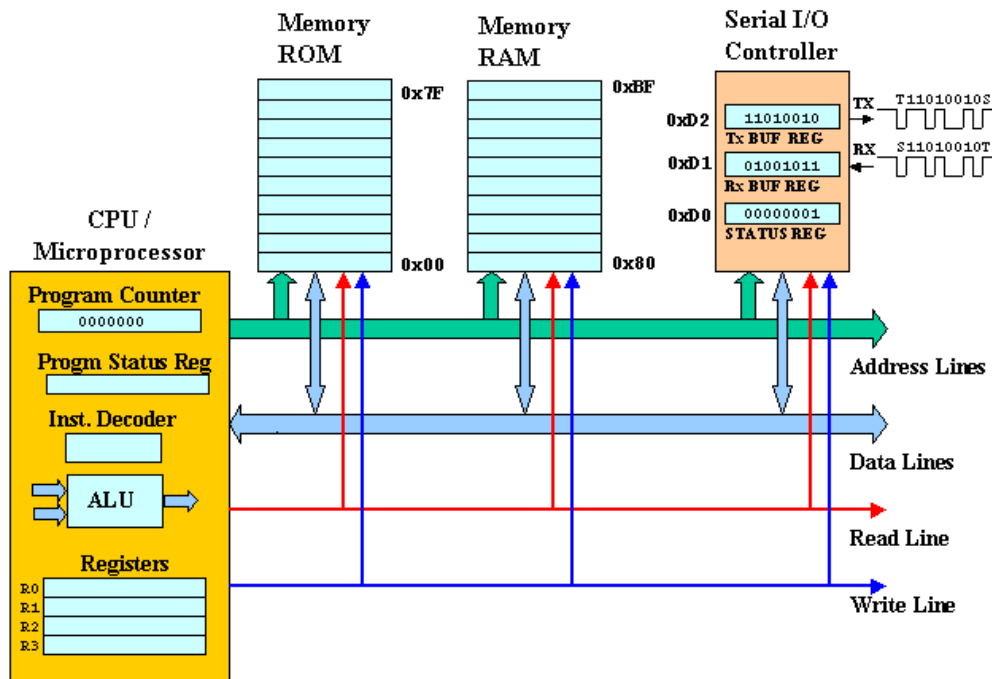 Memory
ROM
0x7F
0x00
Memory
RAM
0xBF
0x80
Serial I/O
Controller
0xD2
11010010
Tx BUF REG
TX
T11010010S
0xD1
01001011
Rx BUF REG
RX
S11010010T
0xD0
00000001
STATUS REG
CPU /
Microprocessor
Program Counter
0000000
Progm Status Reg
Inst. Decoder
ALU
Registers
R0
R1
R2
R3
Address Lines
Data Lines
Read Line
Write Line